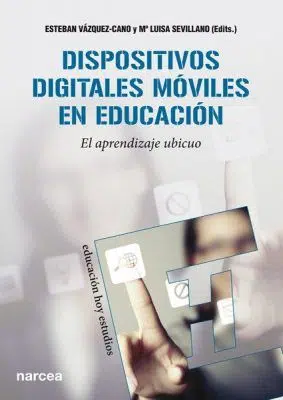 ESTEBAN VÁZQUEZ-CANO y Mª LUISA SEVILLANO (Edits.)
DISPOSITIVOS
DIGITALES MÓVILES
EN EDUCACIÓN
El aprendizaje ubicuo
educación hoy estudios
narcea